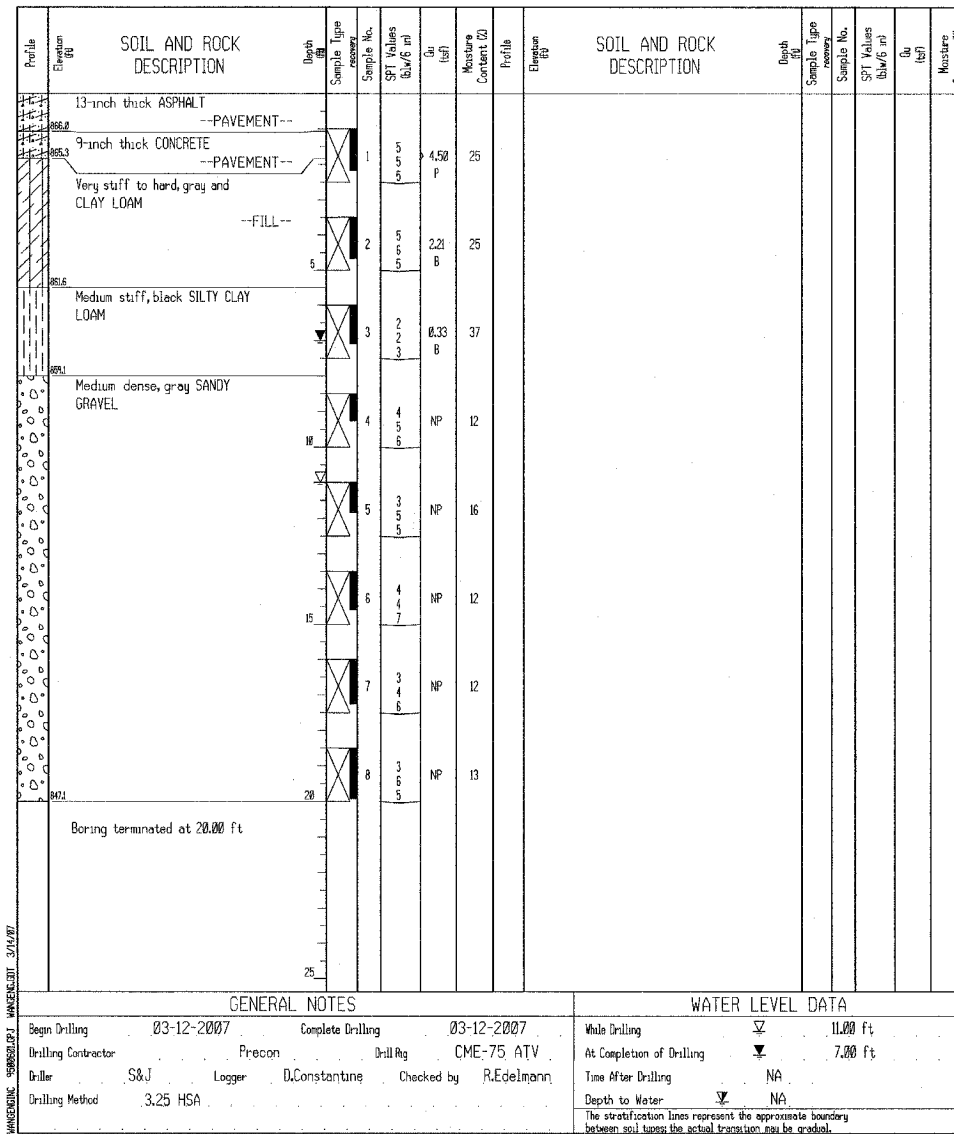 Profile
Elevation (ft)
SOIL AND ROCK DESCRIPTION
Depth (ft)
Sample Type
recovery
Sample No.
SPT Values (blw/6 in)
Qu (tsf)
Moisture Content (%)
Profile
Elevation (ft)
SOIL AND ROCK DESCRIPTION
Depth (ft)
Sample Type
recovery
Sample No.
SPT Values (blw/6 in)
Qu (tsf)
Moisture
13-inch thick ASPHALT
--PAVEMENT--
866.0
9-inch thick CONCRETE
865.3
--PAVEMENT--
1
5
5
5
4.50
P
25
Very stiff to hard, gray and
CLAY LOAM
--FILL--
2
5
6
5
2.21
B
25
5
861.6
Medium stiff, black SILTY CLAY
LOAM
3
2
2
3
0.33
B
37
859.1
Medium dense, gray SANDY
GRAVEL
4
4
5
6
NP
12
10
5
3
5
5
NP
16
6
4
4
7
NP
12
15
7
3
4
6
NP
12
8
3
6
5
NP
13
847.1
20
Boring terminated at 20.00 ft
25
WANGENGINC 9500601.GPJ WANGENG.GDT 3/14/07
GENERAL NOTES
Begin Drilling 03-12-2007 Complete Drilling 03-12-2007
Drilling Contractor Precon Drill Rig CME-75 ATV
Driller S&J Logger D.Constantine Checked by R.Edelmann
Drilling Method 3.25 HSA
WATER LEVEL DATA
While Drilling 11.00 ft
At Completion of Drilling 7.00 ft
Time After Drilling NA
Depth to Water NA
The stratification lines represent the approximate boundary
between soil types; the actual transition may be gradual.